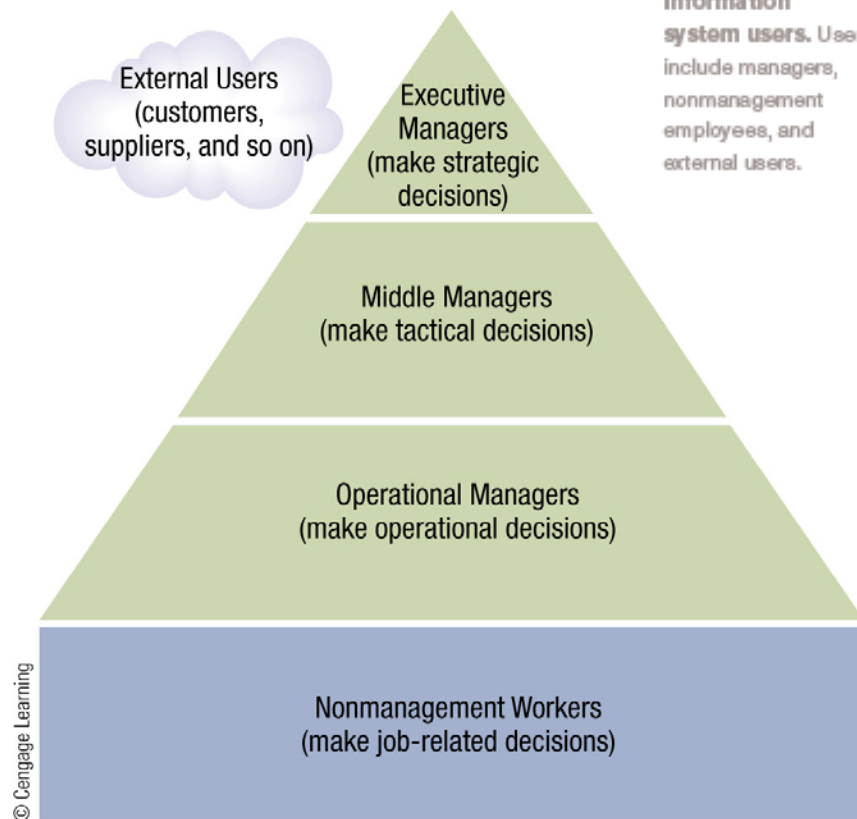 information
system users. Use
include managers,
nonmanagement
employees, and
external users.
External Users
(customers,
suppliers, and so on)
Executive
Managers
(make strategic
decisions)
Middle Managers
(make tactical decisions)
Operational Managers
(make operational decisions)
Nonmanagement Workers
(make job-related decisions)
© Cengage Learning